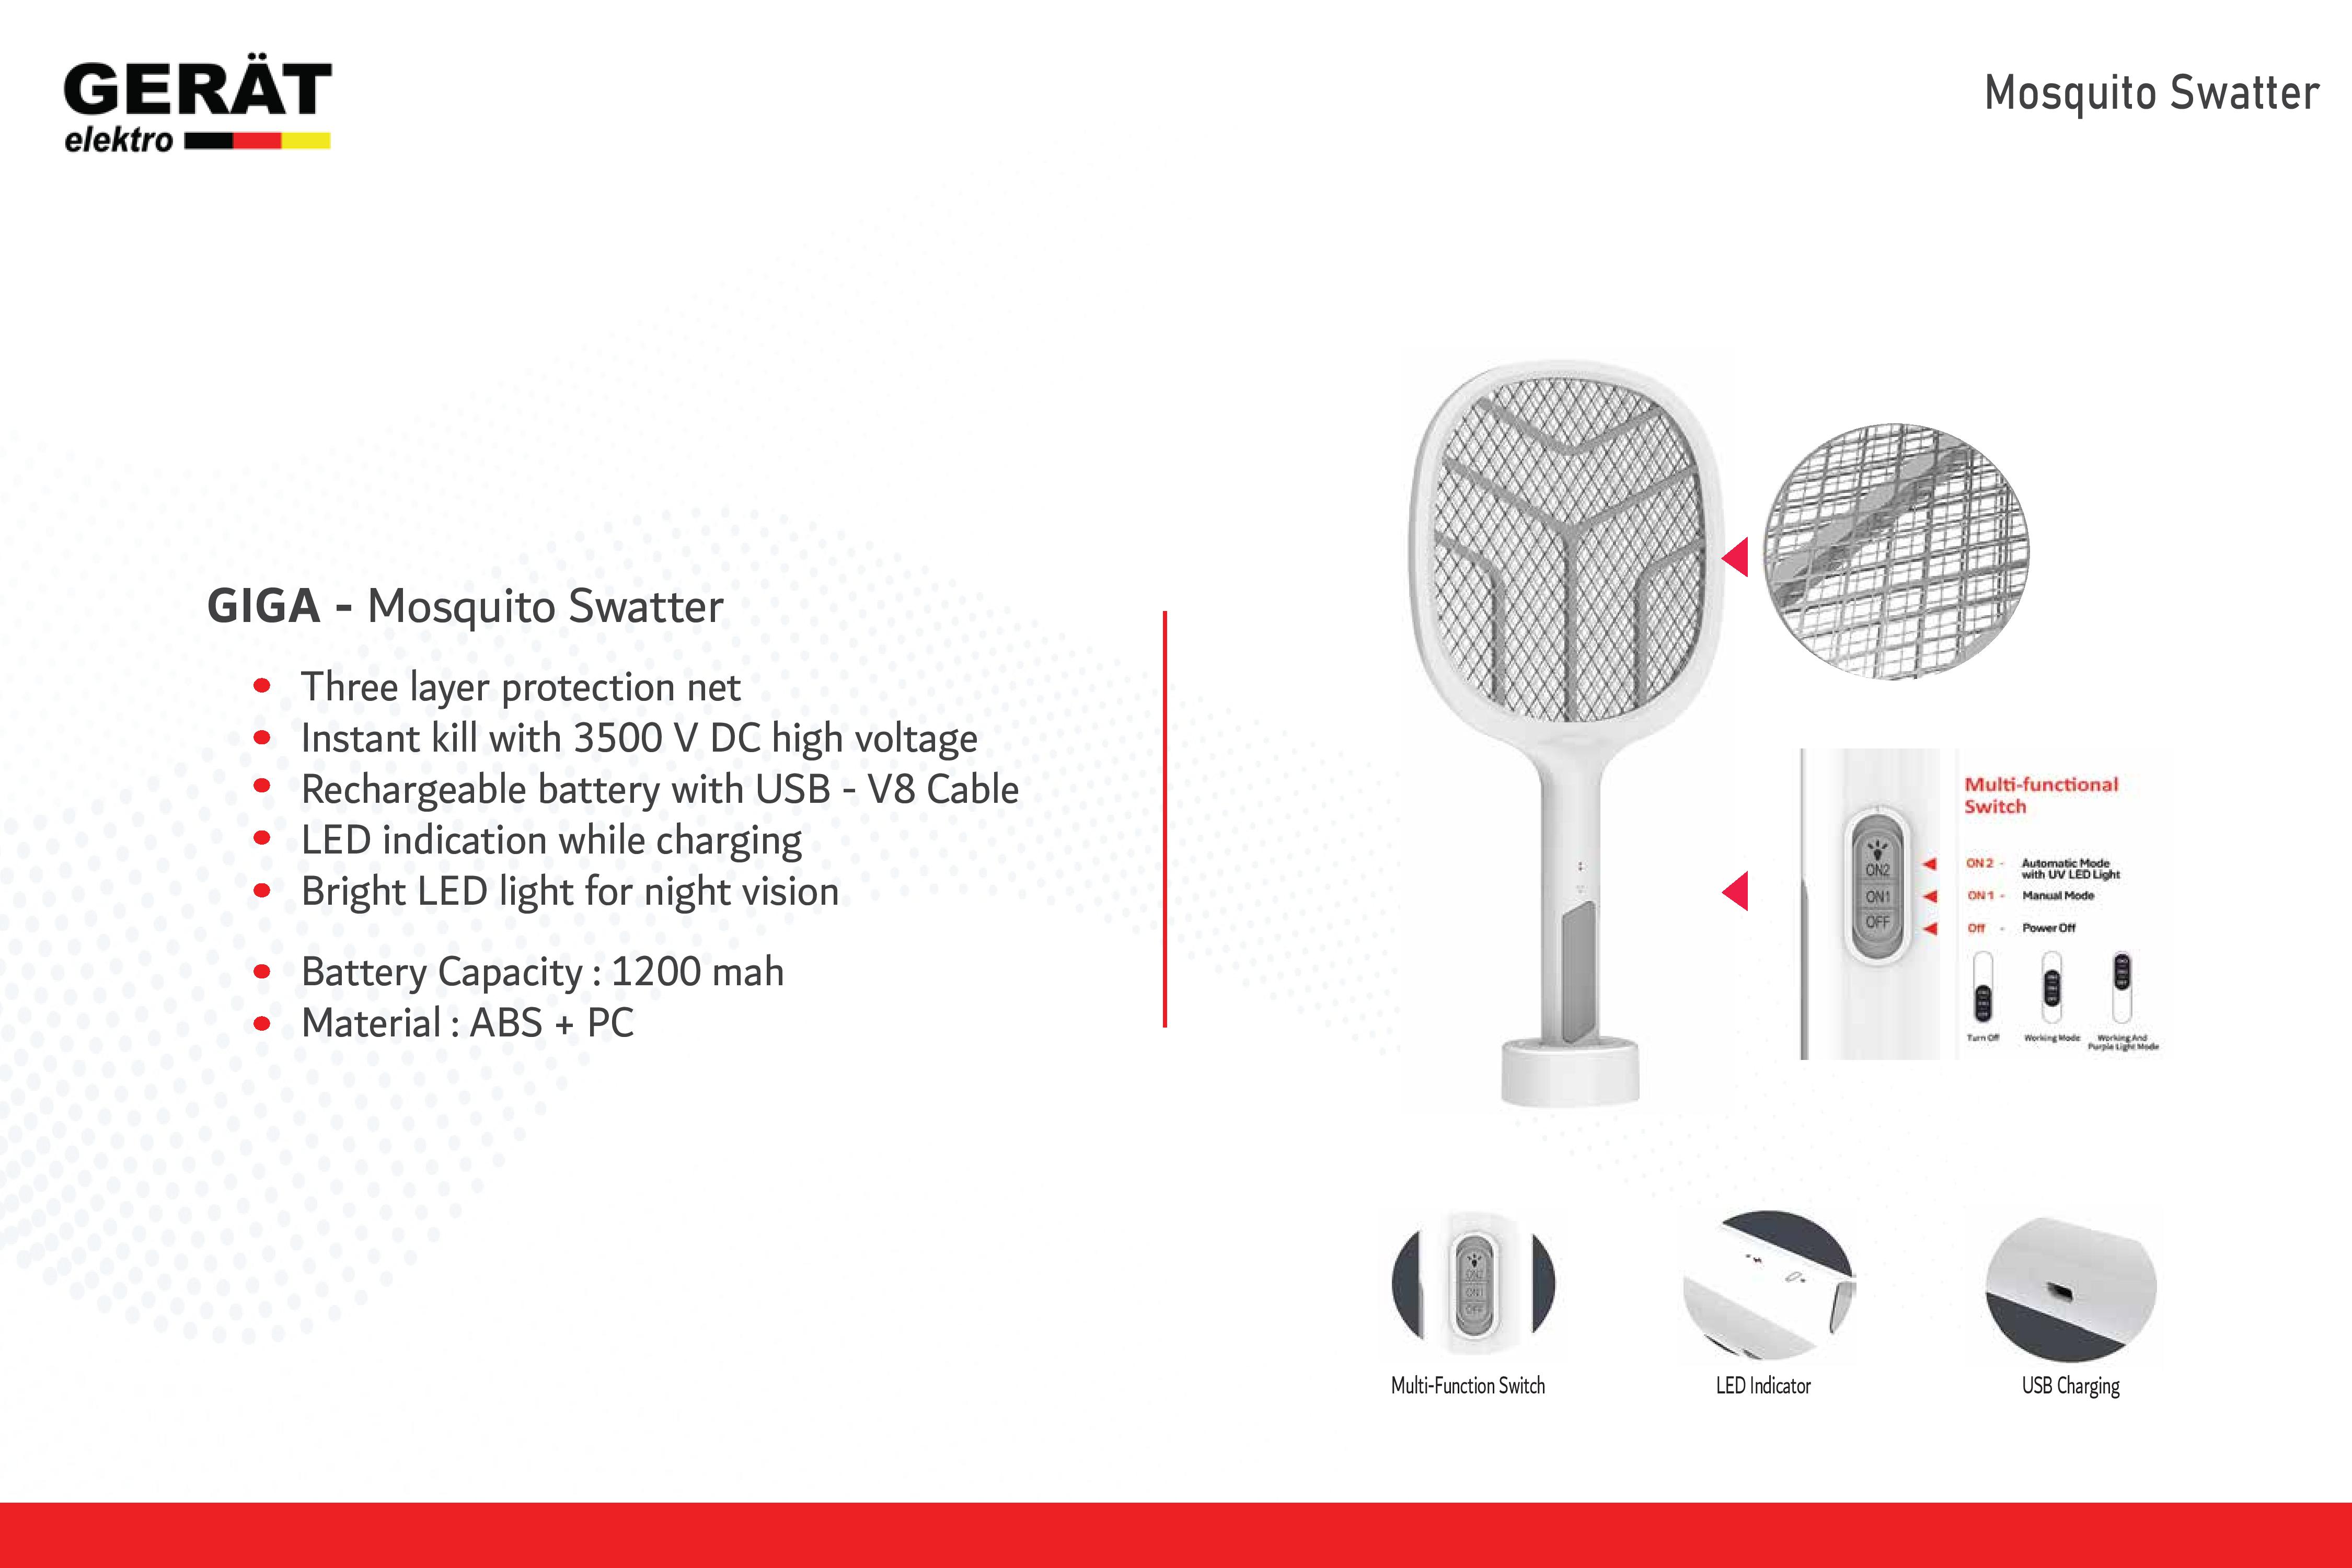 GERÄT
elektro
Mosquito Swatter
GIGA - Mosquito Swatter
Three layer protection net
Instant kill with 3500 V DC high voltage
Rechargeable battery with USB - V8 Cable
LED indication while charging
Bright LED light for night vision
Battery Capacity : 1200 mah
Material : ABS + PC
Multi-functional
Switch
ON2
ON1
OFF
ON 2 - Automatic Mode
with UV LED Light
ON 1 - Manual Mode
Off - Power Off
Turn Off
Working Mode
Working And
Purple Light Mode
ON2
ON1
OFF
Multi-Function Switch
LED Indicator
USB Charging